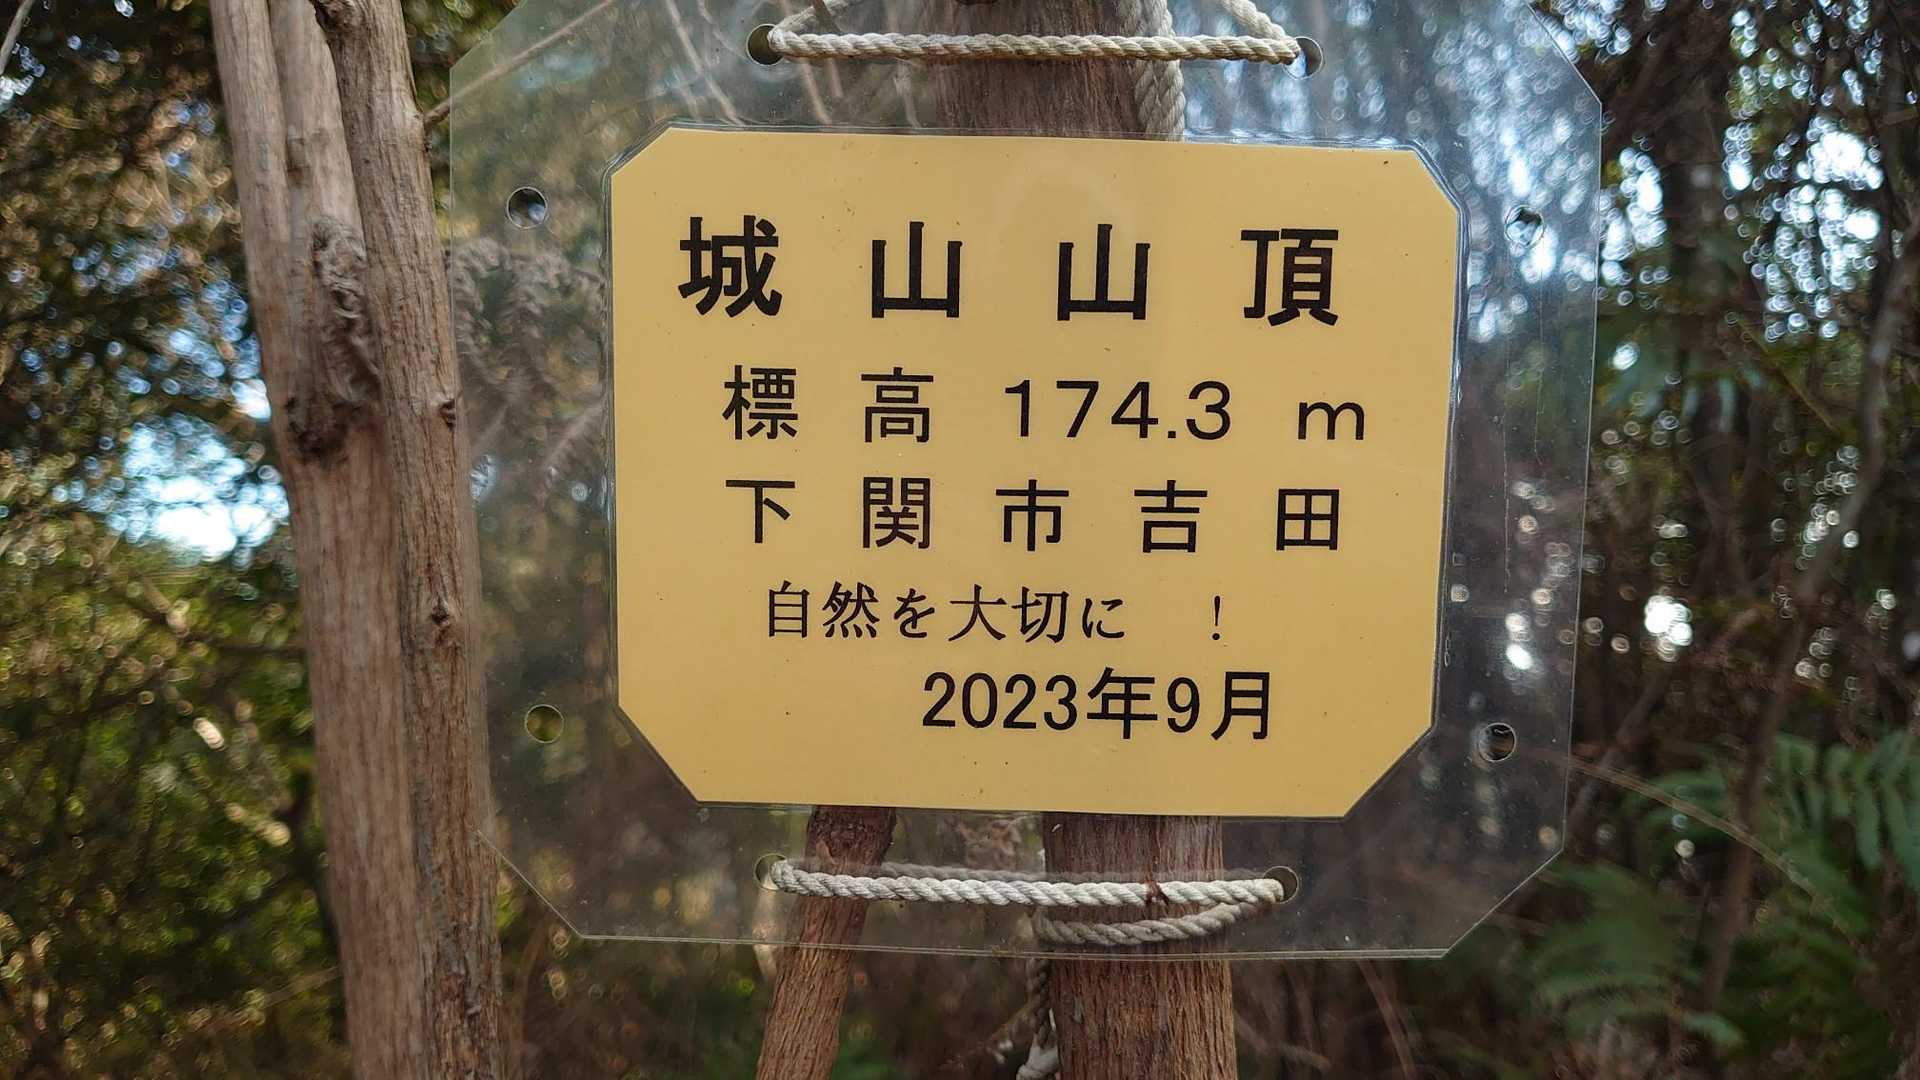 城山山頂
標高 174.3 m
下関市吉田
自然を大切に !
2023年9月